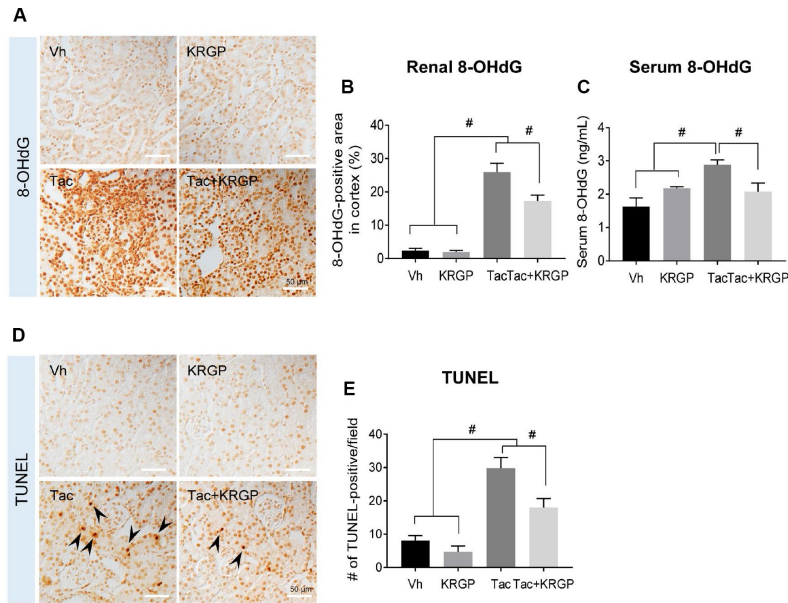 A
8-OHdG
Vh
KRGP
Tac
Tac+KRGP
50 µm
Renal 8-OHdG
B
8-OHdG-positive area
in cortex (%)
40
30
20
10
0
#
#
Vh
KRGP
Tac
Tac+KRGP
Serum 8-OHdG
C
Serum 8-OHdG (ng/mL)
4
3
2
1
0
#
#
Vh
KRGP
Tac
Tac+KRGP
D
TUNEL
Vh
KRGP
Tac
Tac+KRGP
50 µm
TUNEL
E
# of TUNEL-positive/field
40
30
20
10
0
#
#
Vh
KRGP
Tac
Tac+KRGP